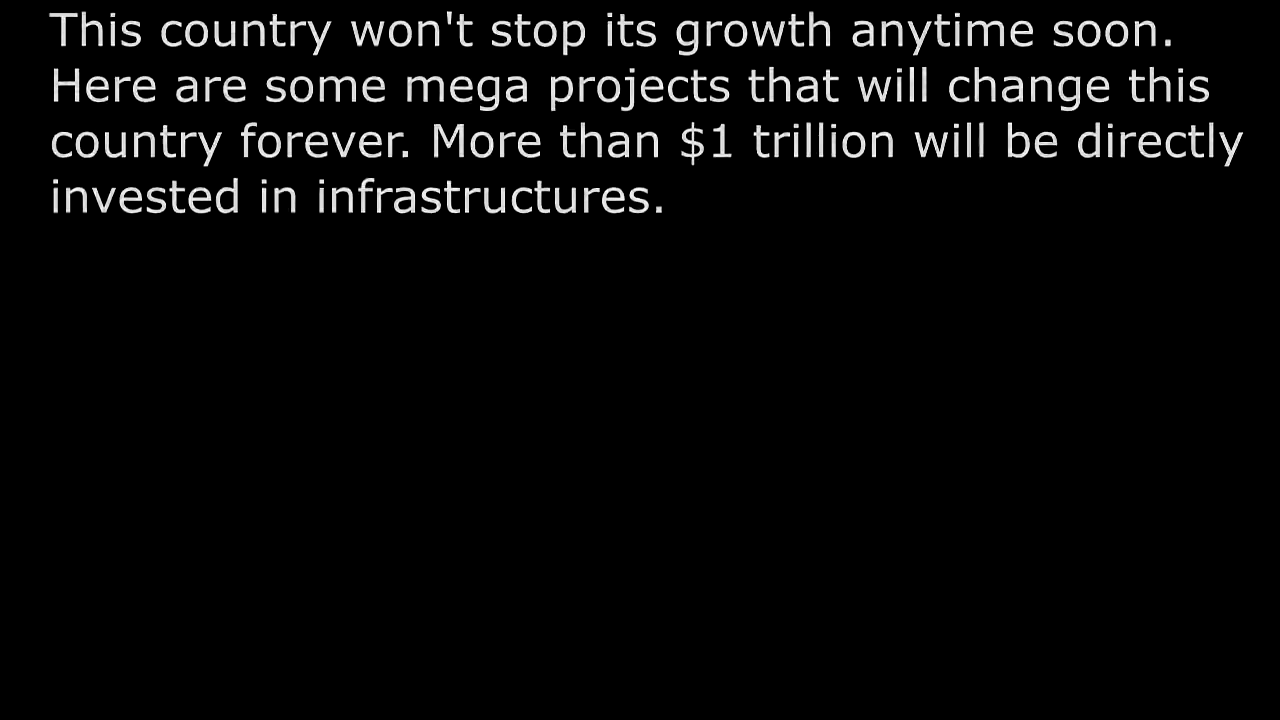 This country won't stop its growth anytime soon.
Here are some mega projects that will change this
country forever. More than $1 trillion will be directly
invested in infrastructures.